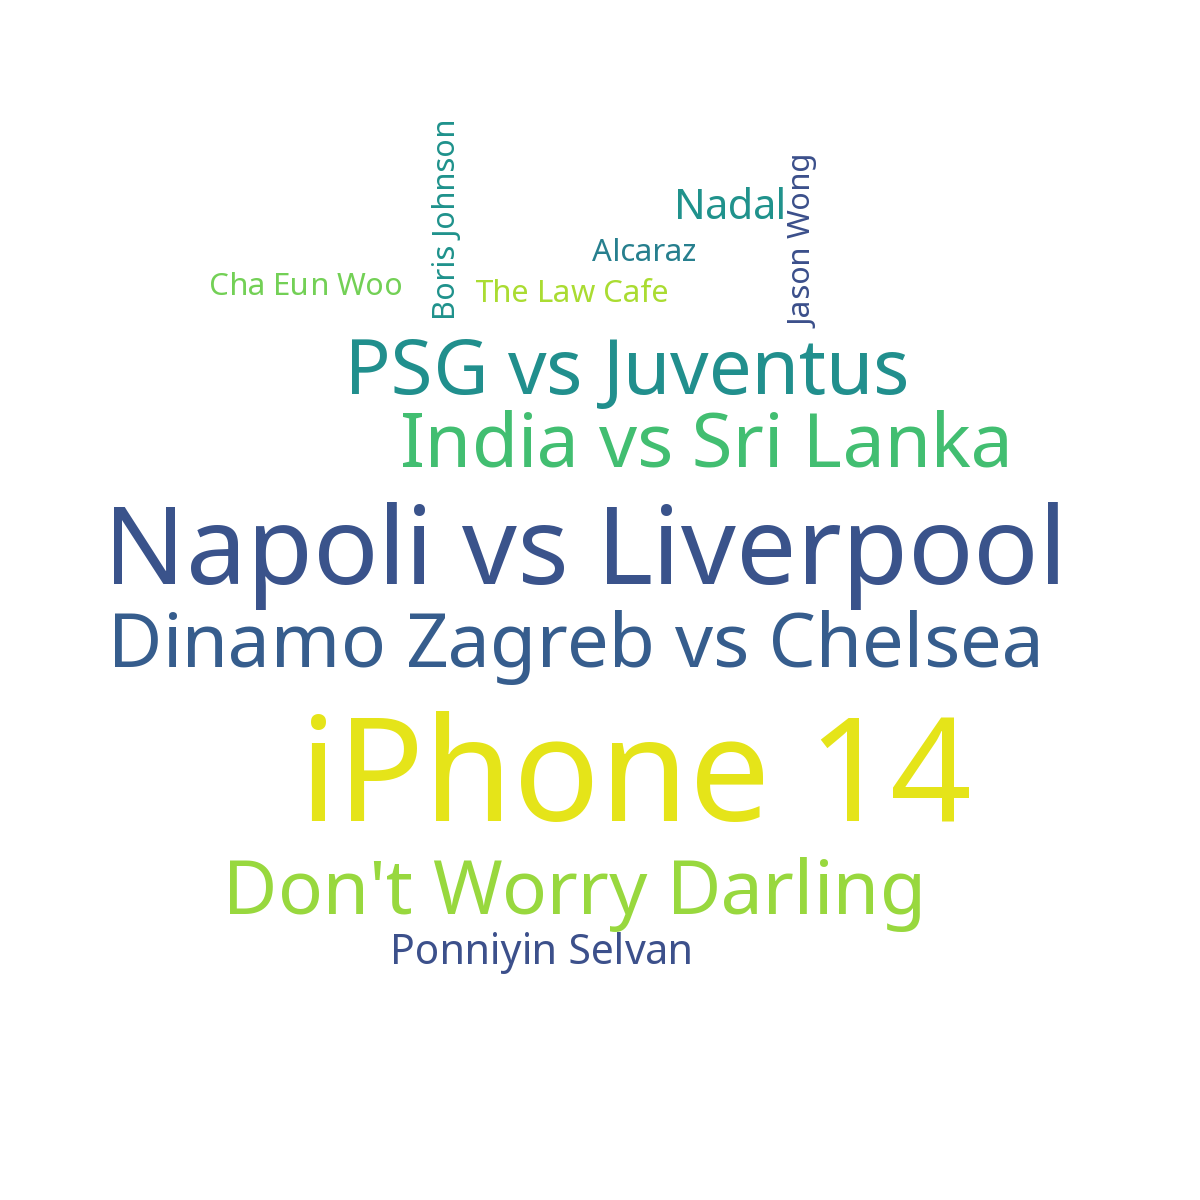 Boris Johnson
Jason Wong
Nadal
Alcaraz
Cha Eun Woo
The Law Cafe
PSG vs Juventus
India vs Sri Lanka
Napoli vs Liverpool
Dinamo Zagreb vs Chelsea
iPhone 14
Don't Worry Darling
Ponniyin Selvan